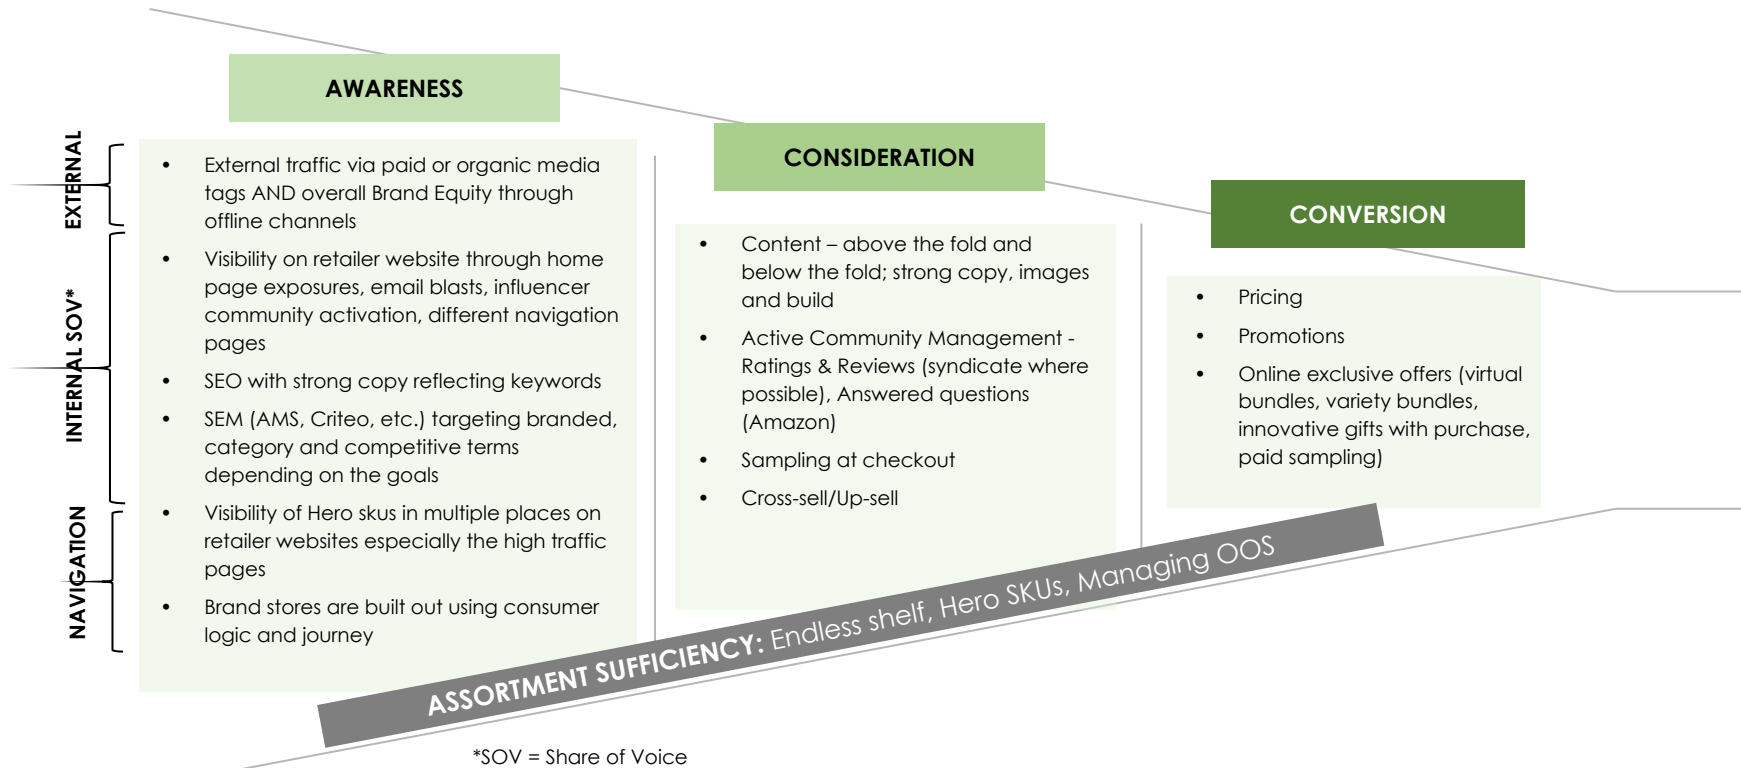 AWARENESS
EXTERNAL
• External traffic via paid or organic media
tags AND overall Brand Equity through
offline channels
INTERNAL SOV*
• Visibility on retailer website through home
page exposures, email blasts, influencer
community activation, different navigation
pages
• SEO with strong copy reflecting keywords
• SEM (AMS, Criteo, etc.) targeting branded,
category and competitive terms
depending on the goals
NAVIGATION
• Visibility of Hero skus in multiple places on
retailer websites especially the high traffic
pages
• Brand stores are built out using consumer
logic and journey
CONSIDERATION
• Content – above the fold and
below the fold; strong copy, images
and build
• Active Community Management -
Ratings & Reviews (syndicate where
possible), Answered questions
(Amazon)
• Sampling at checkout
• Cross-sell/Up-sell
CONVERSION
• Pricing
• Promotions
• Online exclusive offers (virtual
bundles, variety bundles,
innovative gifts with purchase,
paid sampling)
ASSORTMENT SUFFICIENCY: Endless shelf, Hero SKUs, Managing OOS
*SOV = Share of Voice